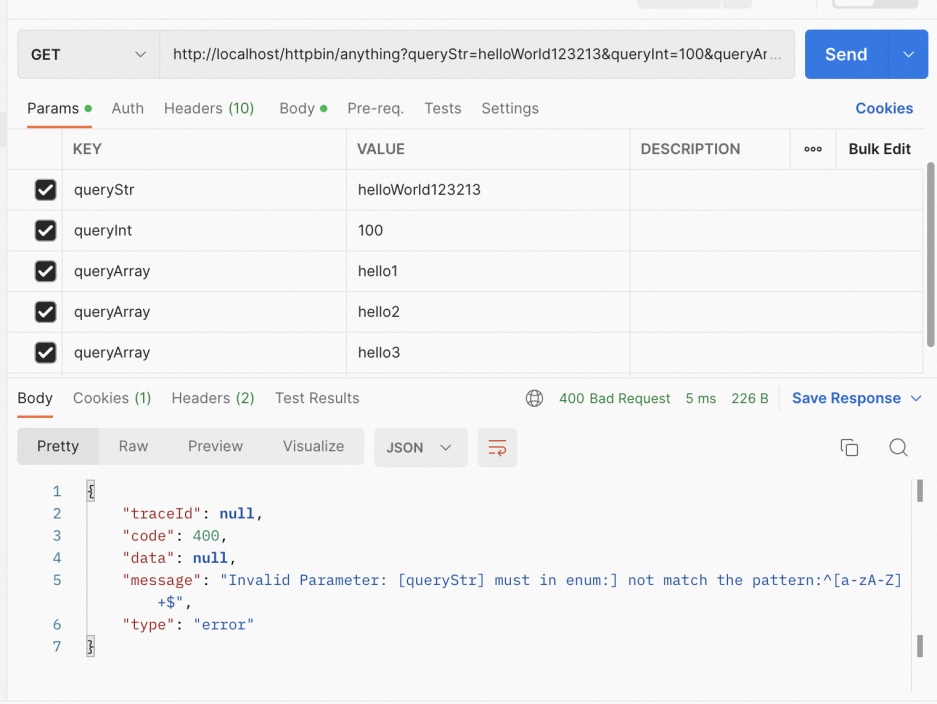 GET http://localhost/httpbin/anything?queryStr=helloWorld123213&queryInt=100&queryAr... Send
Params Auth Headers (10) Body Pre-req. Tests Settings Cookies
KEY VALUE DESCRIPTION ooo Bulk Edit
queryStr helloWorld123213
queryInt 100
queryArray hello1
queryArray hello2
queryArray hello3
Body Cookies (1) Headers (2) Test Results 400 Bad Request 5 ms 226 B Save Response
Pretty Raw Preview Visualize JSON
1 {
2 "traceId": null,
3 "code": 400,
4 "data": null,
5 "message": "Invalid Parameter: [queryStr] must in enum:] not match the pattern:^[a-zA-Z]
+$",
6 "type": "error"
7 }